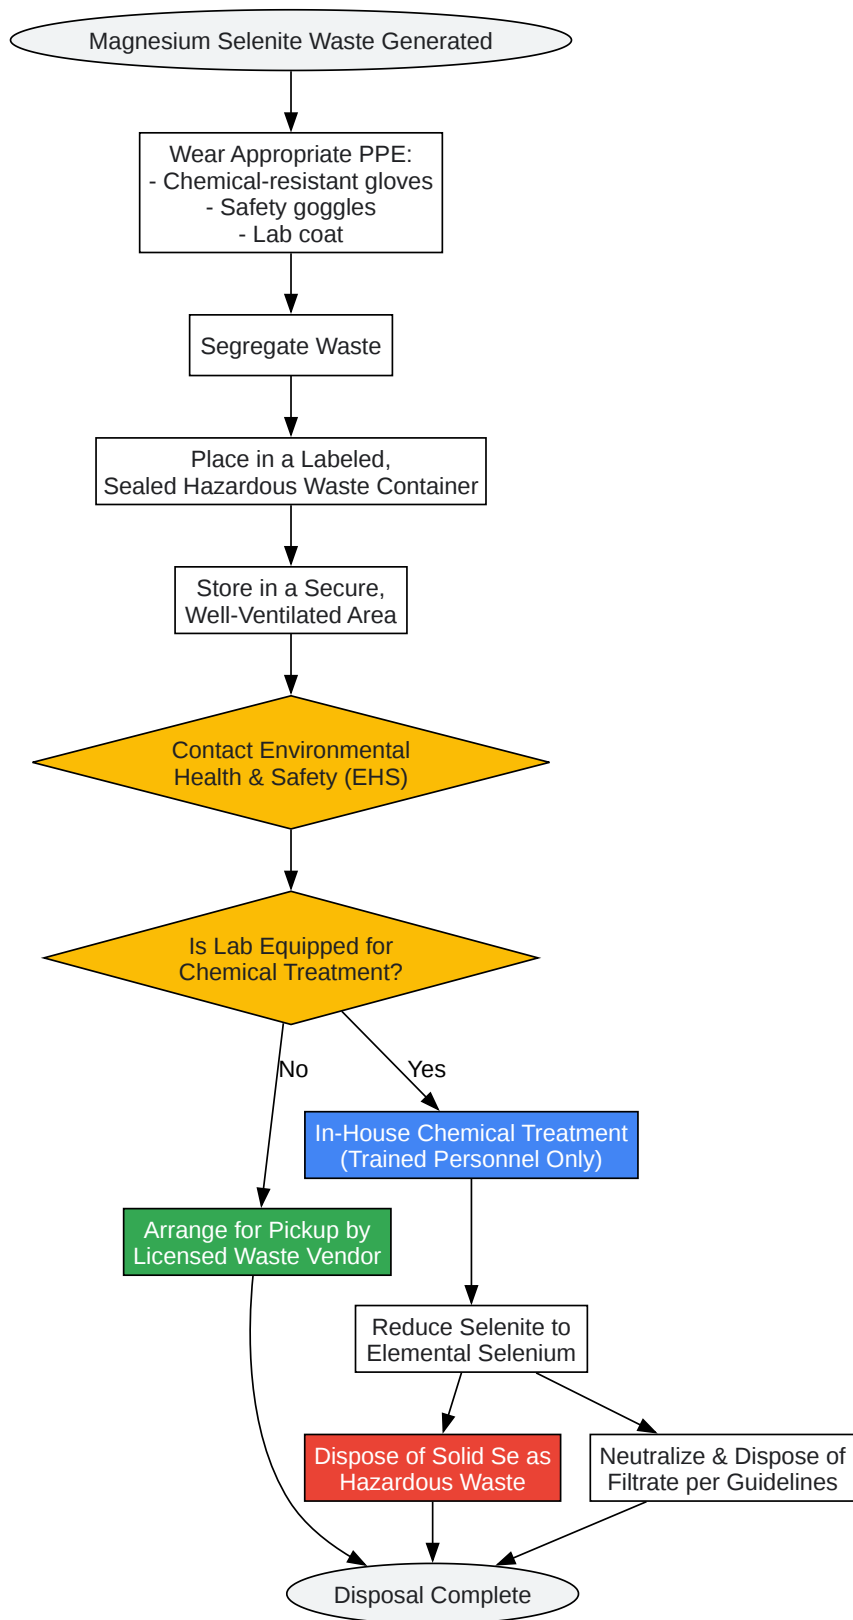 Magnesium Selenite Waste Generated
Wear Appropriate PPE:
- Chemical-resistant gloves
- Safety goggles
- Lab coat
Segregate Waste
Place in a Labeled,
Sealed Hazardous Waste Container
Store in a Secure,
Well-Ventilated Area
Contact Environmental
Health & Safety (EHS)
Is Lab Equipped for
Chemical Treatment?
No
Yes
In-House Chemical Treatment
(Trained Personnel Only)
Arrange for Pickup by
Licensed Waste Vendor
Reduce Selenite to
Elemental Selenium
Dispose of Solid Se as
Hazardous Waste
Neutralize & Dispose of
Filtrate per Guidelines
Disposal Complete